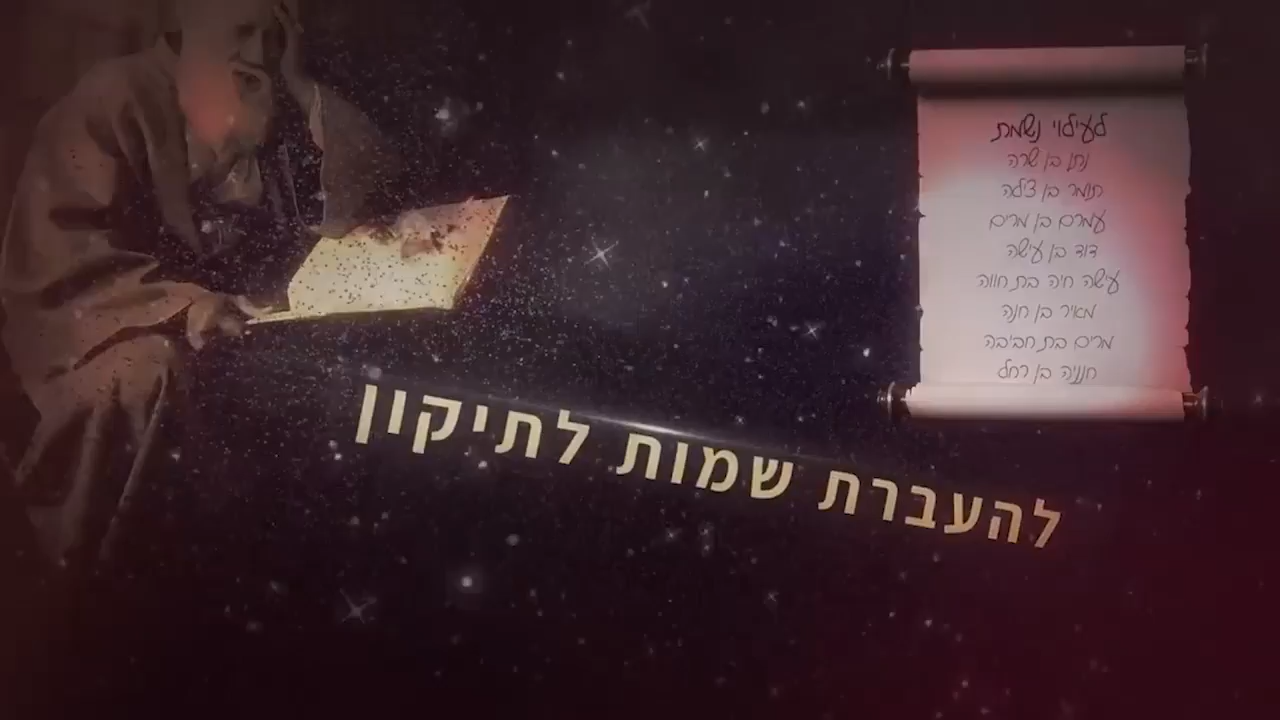 לעילוי נשמת
נתן בן שרה
תומר בן צילה
עמרם בן מרים
דוד בן עישה
עישה חיה בת חווה
מאיר בן חנה
מרים בת חביבה
חנניה בן רחל
להעברת שמות לתיקון